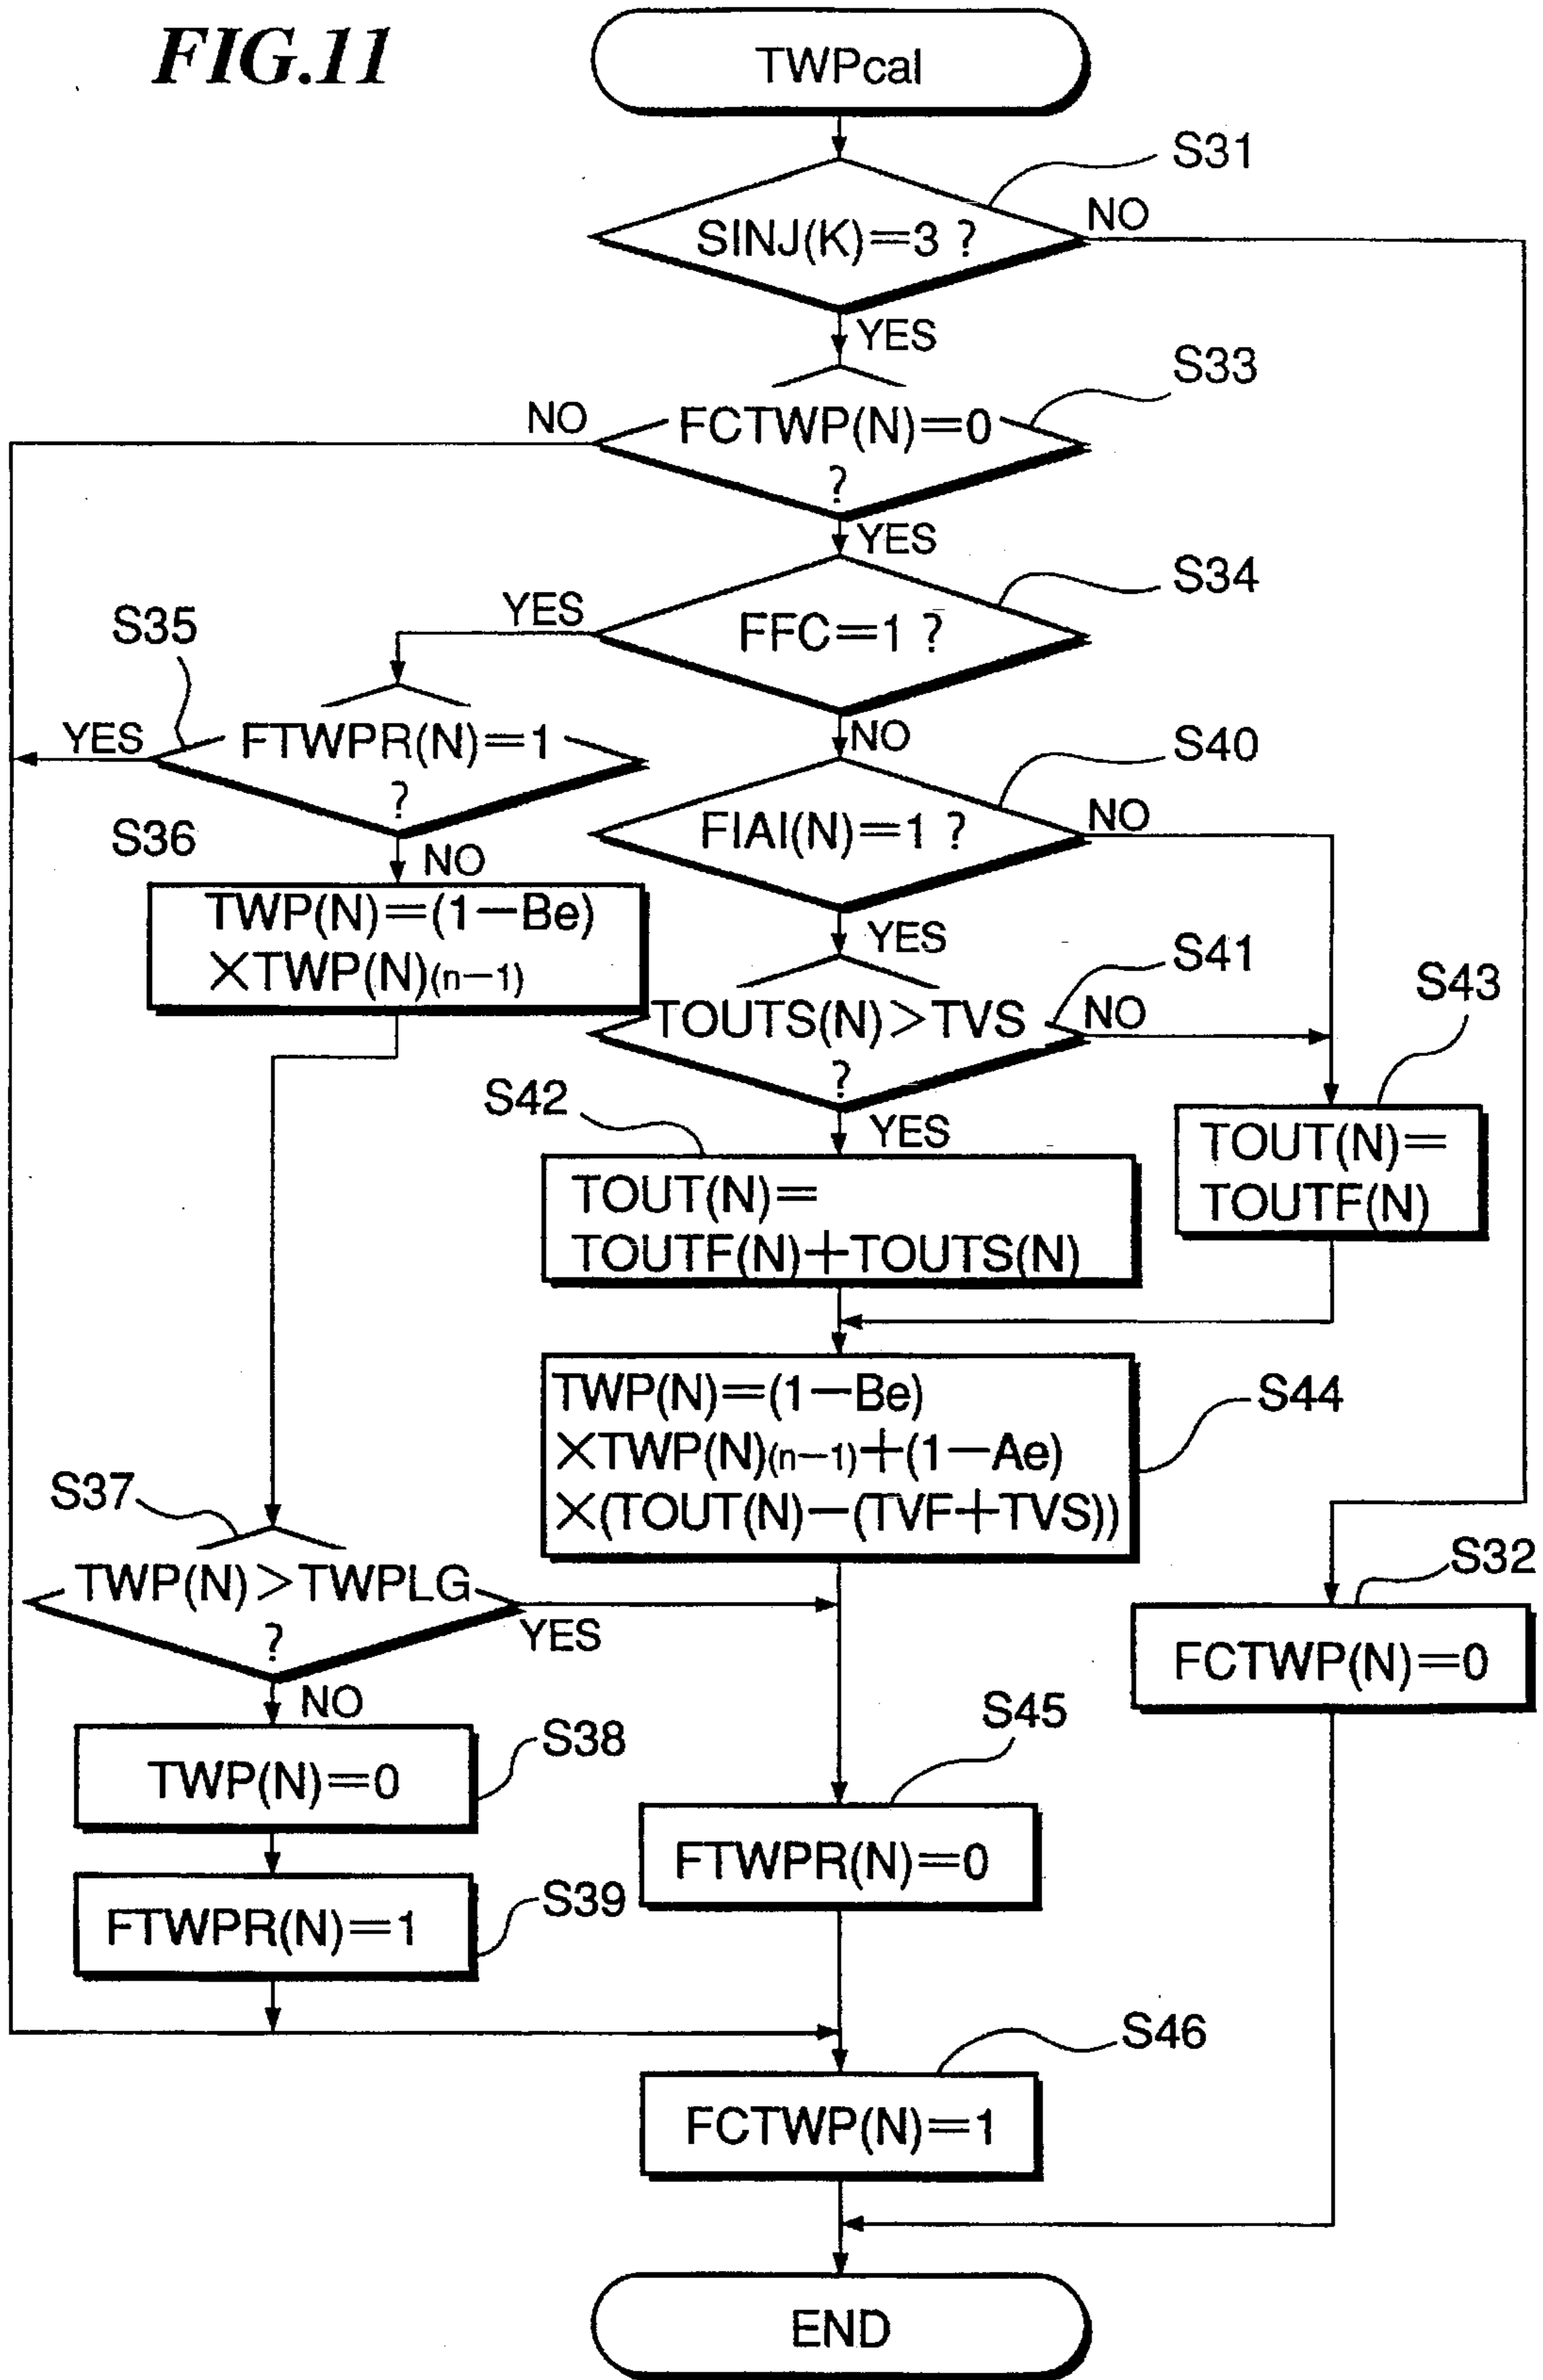 FIG.11
TWPcal
S31
SINJ(K)=3 ?
NO
YES
S33
NO
FCTWP(N)=0
?
YES
S34
YES
FFC=1 ?
S35
NO
YES
FTWPR(N)=1
?
S40
FIAI(N)=1 ?
NO
S36
NO
TWP(N)=(1-Be)
×TWP(N)(n-1)
YES
S41
TOUTS(N)>TVS
?
NO
S43
S42
YES
TOUT(N)=
TOUTF(N)
TOUT(N)=
TOUTF(N)+TOUTS(N)
TWP(N)=(1-Be)
×TWP(N)(n-1)+(1-Ae)
×(TOUT(N)-(TVF+TVS))
S44
S37
TWP(N)>TWPLG
?
YES
NO
S32
FCTWP(N)=0
TWP(N)=0
S38
S45
FTWPR(N)=0
FTWPR(N)=1
S39
S46
FCTWP(N)=1
END